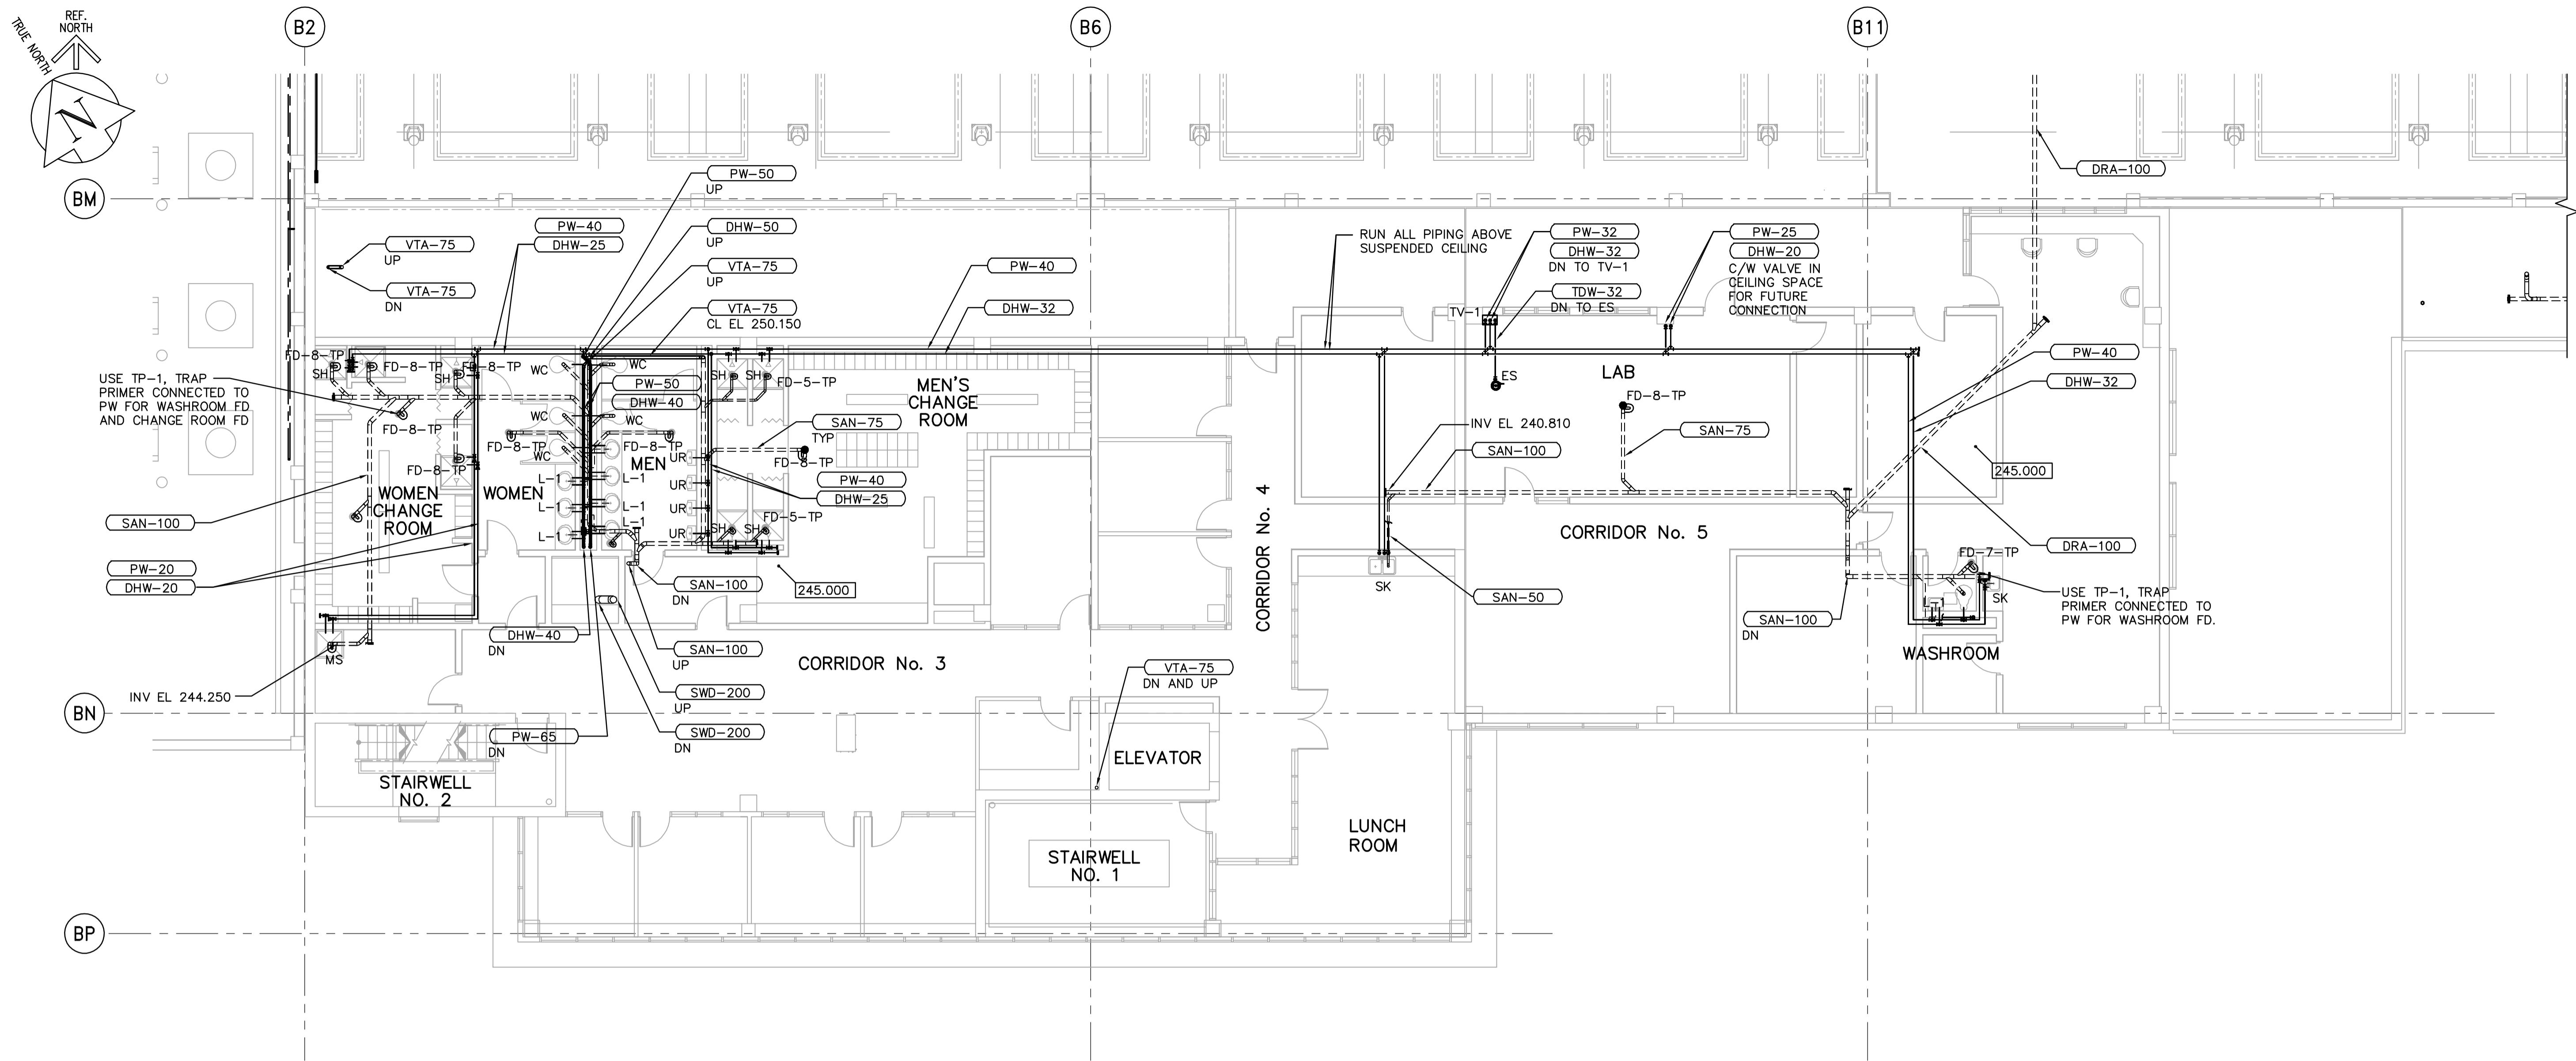 REF.
NORTH
TRUE NORTH
N
B2
B6
B11
BM
BN
BP
DRA-100
PW-50
UP
PW-40
DHW-25
DHW-50
UP
VTA-75
UP
VTA-75
UP
VTA-75
DN
VTA-75
CL EL 250.150
PW-40
DHW-32
RUN ALL PIPING ABOVE
SUSPENDED CEILING
PW-32
DHW-32
DN TO TV-1
TDW-32
DN TO ES
TV-1
PW-25
DHW-20
C/W VALVE IN
CEILING SPACE
FOR FUTURE
CONNECTION
PW-40
DHW-32
FD-8-TP
SH
FD-8-TP
FD-8-TP
SH
WC
WC
USE TP-1, TRAP
PRIMER CONNECTED TO
PW FOR WASHROOM FD
AND CHANGE ROOM FD
PW-50
DHW-40
SH
SH
FD-5-TP
MEN'S
CHANGE
ROOM
ES
LAB
FD-8-TP
WC
WC
FD-8-TP
FD-8-TP
FD-8-TP
WC
FD-8-TP
MEN
UR
SAN-75
TYP
FD-8-TP
INV EL 240.810
SAN-100
SAN-75
245.000
PW-40
DHW-25
WOMEN
CHANGE
ROOM
WOMEN
L-1
L-1
L-1
L-1
L-1
L-1
UR
UR
UR
SH
SH
FD-5-TP
SAN-100
PW-20
DHW-20
SAN-100
DN
245.000
CORRIDOR No. 4
CORRIDOR No. 5
DRA-100
FD-7-TP
SK
SAN-50
SK
L-1
USE TP-1, TRAP
PRIMER CONNECTED TO
PW FOR WASHROOM FD.
SAN-100
DN
WASHROOM
DHW-40
DN
SAN-100
UP
MS
CORRIDOR No. 3
VTA-75
DN AND UP
INV EL 244.250
SWD-200
UP
PW-65
DN
SWD-200
DN
ELEVATOR
STAIRWELL
NO. 2
STAIRWELL
NO. 1
LUNCH
ROOM